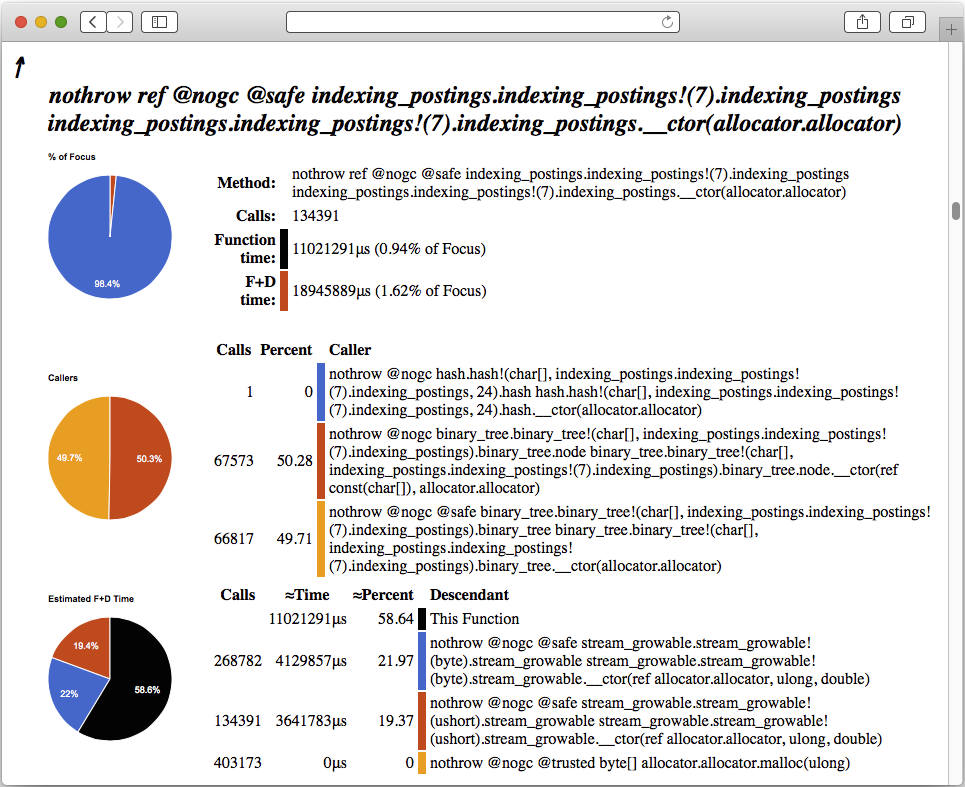 nothrow ref @nogc @safe indexing_postings.indexing_postings!(7).indexing_postings
indexing_postings.indexing_postings!(7).indexing_postings.__ctor(allocator.allocator)
% of Focus
98.4%
Method:
nothrow ref @nogc @safe indexing_postings.indexing_postings!(7).indexing_postings
indexing_postings.indexing_postings!(7).indexing_postings.__ctor(allocator.allocator)
Calls: 134391
Function
time:
11021291µs (0.94% of Focus)
F+D
time:
18945889µs (1.62% of Focus)
Callers
49.7%
50.3%
Calls Percent Caller
1 0
nothrow @nogc hash.hash!(char[], indexing_postings.indexing_postings!
(7).indexing_postings, 24).hash hash.hash!(char[], indexing_postings.indexing_postings!
(7).indexing_postings, 24).hash.__ctor(allocator.allocator)
67573 50.28
nothrow @nogc binary_tree.binary_tree!(char[], indexing_postings.indexing_postings!
(7).indexing_postings).binary_tree.node binary_tree.binary_tree!(char[],
indexing_postings.indexing_postings!(7).indexing_postings).binary_tree.node.__ctor(ref
const(char[]), allocator.allocator)
66817 49.71
nothrow @nogc @safe binary_tree.binary_tree!(char[], indexing_postings.indexing_postings!
(7).indexing_postings).binary_tree binary_tree.binary_tree!(char[],
indexing_postings.indexing_postings!
(7).indexing_postings).binary_tree.__ctor(allocator.allocator)
Estimated F+D Time
19.4%
22%
58.6%
Calls ≈Time ≈Percent Descendant
11021291µs 58.64 This Function
268782 4129857µs 21.97
nothrow @nogc @safe stream_growable.stream_growable!
(byte).stream_growable stream_growable.stream_growable!
(byte).stream_growable.__ctor(ref allocator.allocator, ulong, double)
134391 3641783µs 19.37
nothrow @nogc @safe stream_growable.stream_growable!
(ushort).stream_growable stream_growable.stream_growable!
(ushort).stream_growable.__ctor(ref allocator.allocator, ulong, double)
403173 0µs 0 nothrow @nogc @trusted byte[] allocator.allocator.malloc(ulong)